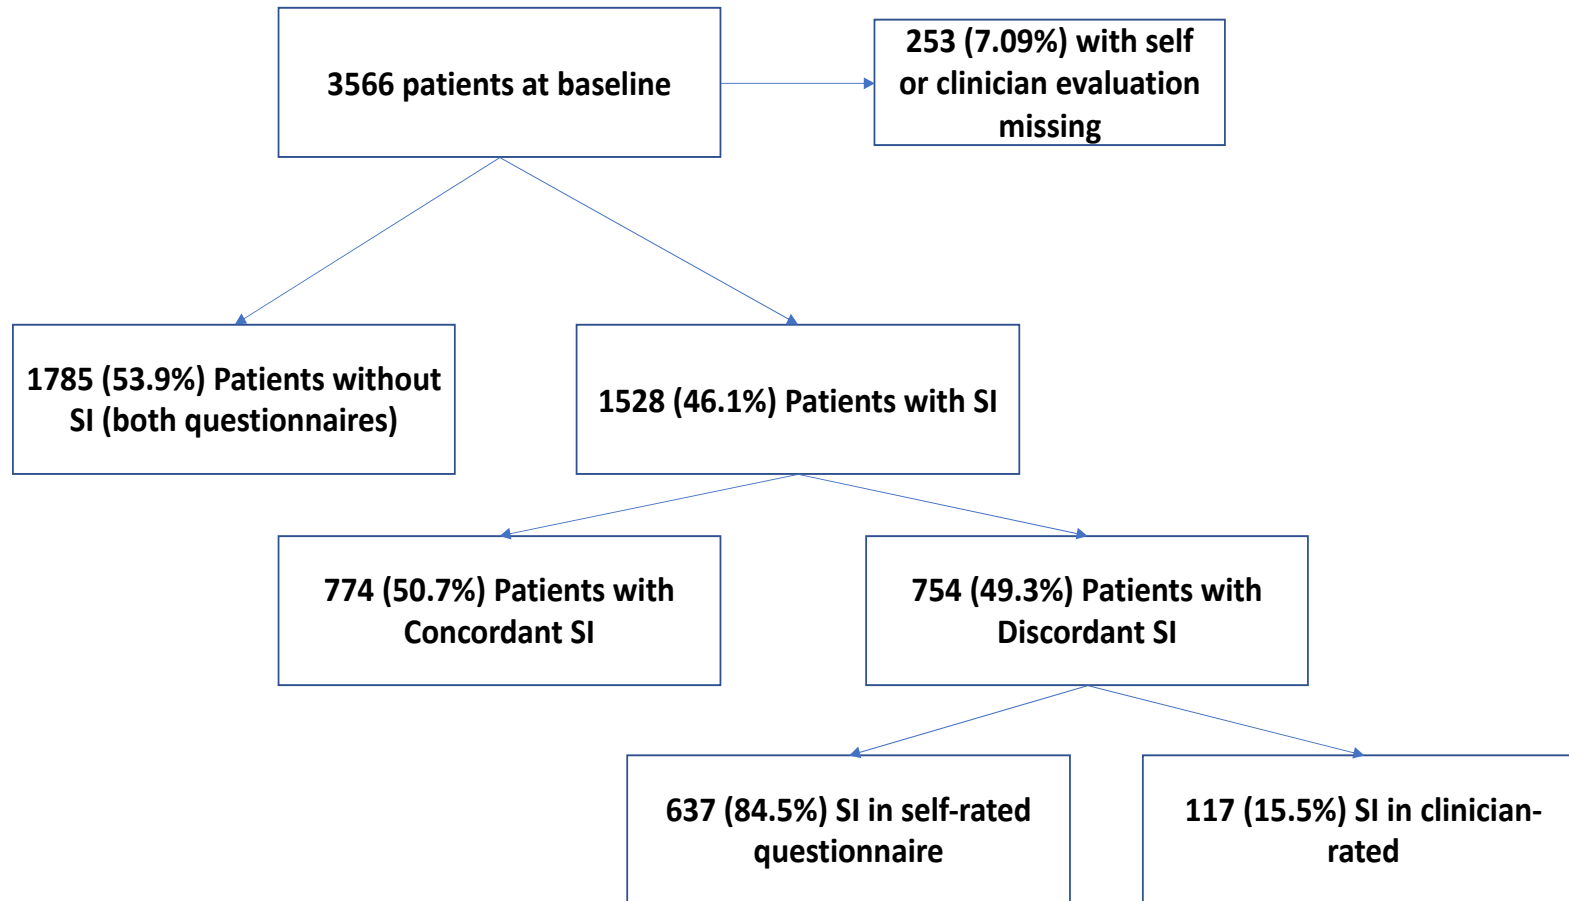 3566 patients at baseline
253 (7.09%) with self
or clinician evaluation
missing
1785 (53.9%) Patients without
SI (both questionnaires)
1528 (46.1%) Patients with SI
774 (50.7%) Patients with
Concordant SI
754 (49.3%) Patients with
Discordant SI
637 (84.5%) SI in self-rated
questionnaire
117 (15.5%) SI in clinician-
rated